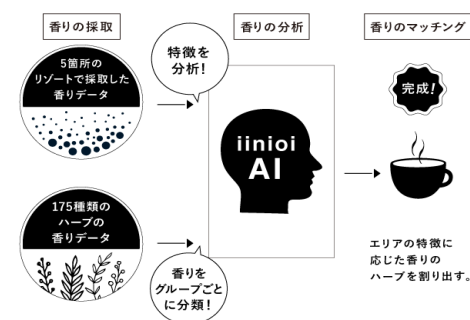 香りの採取
香りの分析
香りのマッチング
5箇所の
リゾートで採取した
香りデータ
特徴を
分析!
iinioi
AI
完成!
175種類の
ハーブの
香りデータ
香りを
グループごと
に分類!
エリアの特徴に
応じた香りの
ハーブを割り出す。